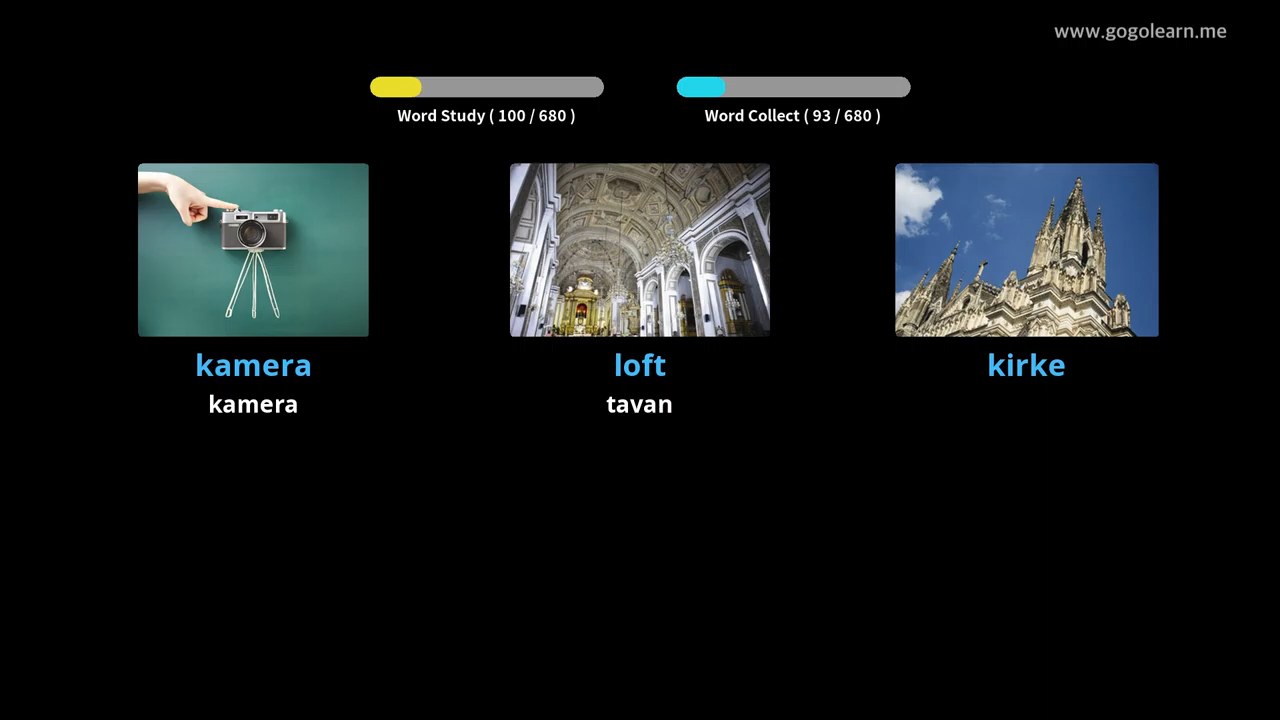 www.gogolearn.me
Word Study ( 100 / 680 )
Word Collect ( 93 / 680 )
kamera
loft
kirke
kamera
tavan